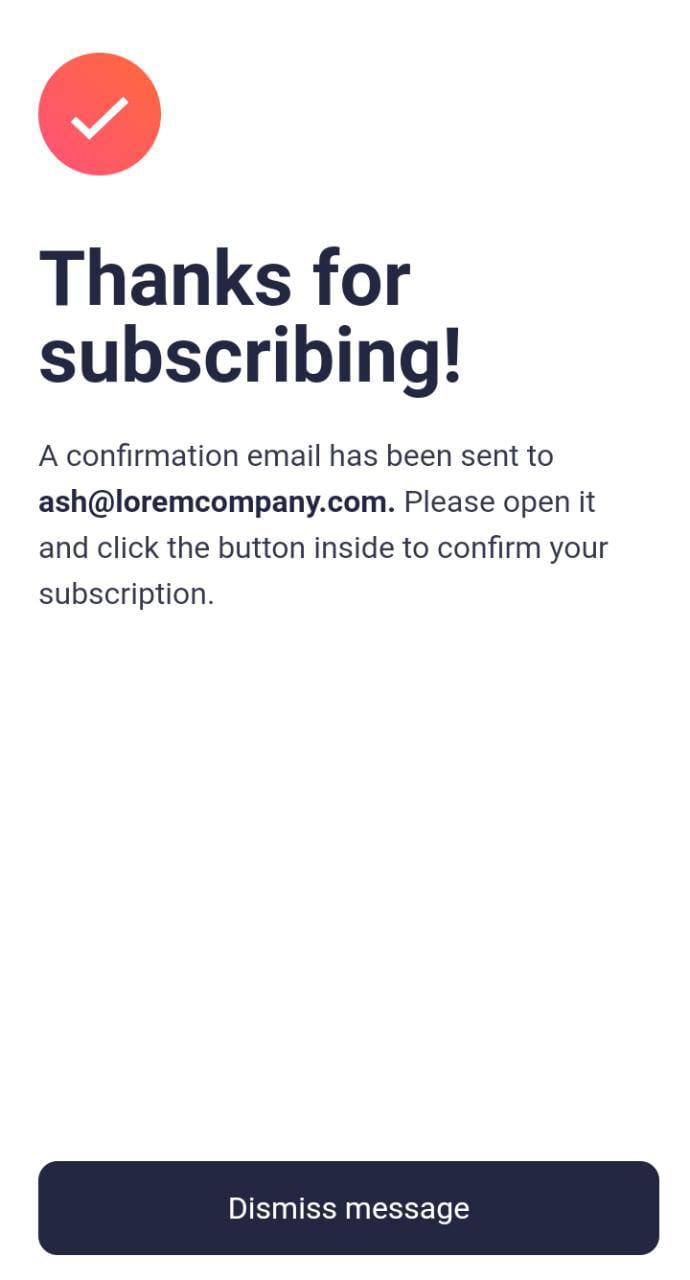 Thanks for
subscribing!
A confirmation email has been sent to
ash@loremcompany.com. Please open it
and click the button inside to confirm your
subscription.
Dismiss message